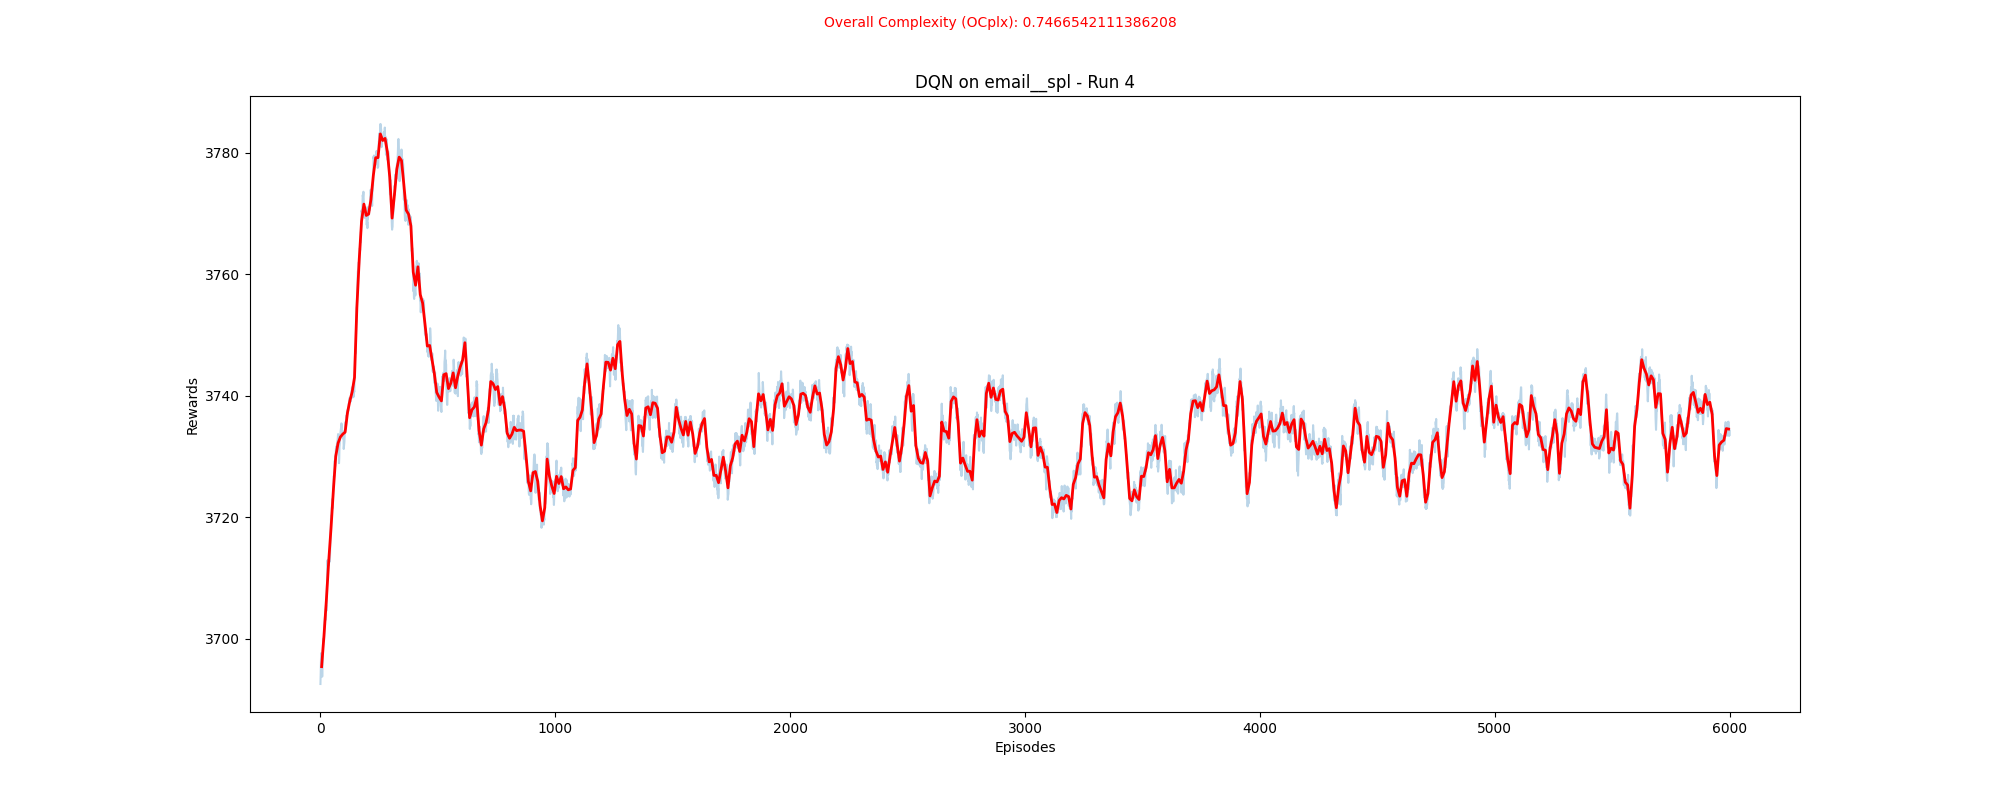 Overall Complexity (OCplx): 0.7466542111386208
DQN on email__spl - Run 4
3780
3760
3740
3720
3700
Rewards
0 1000 2000 3000 4000 5000 6000
Episodes